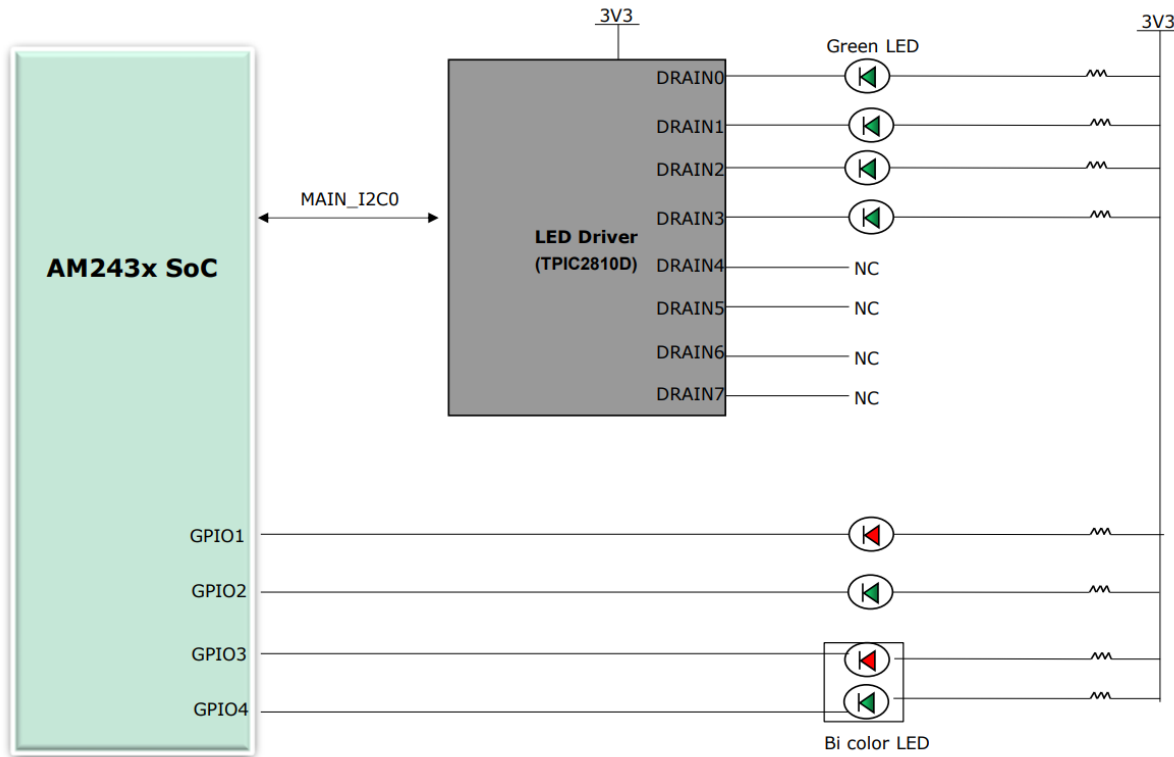 3V3
3V3
Green LED
DRAIN0
DRAIN1
DRAIN2
MAIN_I2C0
DRAIN3
LED Driver
(TPIC2810D)
AM243x SoC
DRAIN4
NC
DRAIN5
NC
DRAIN6
NC
DRAIN7
NC
GPIO1
GPIO2
GPIO3
GPIO4
Bi color LED